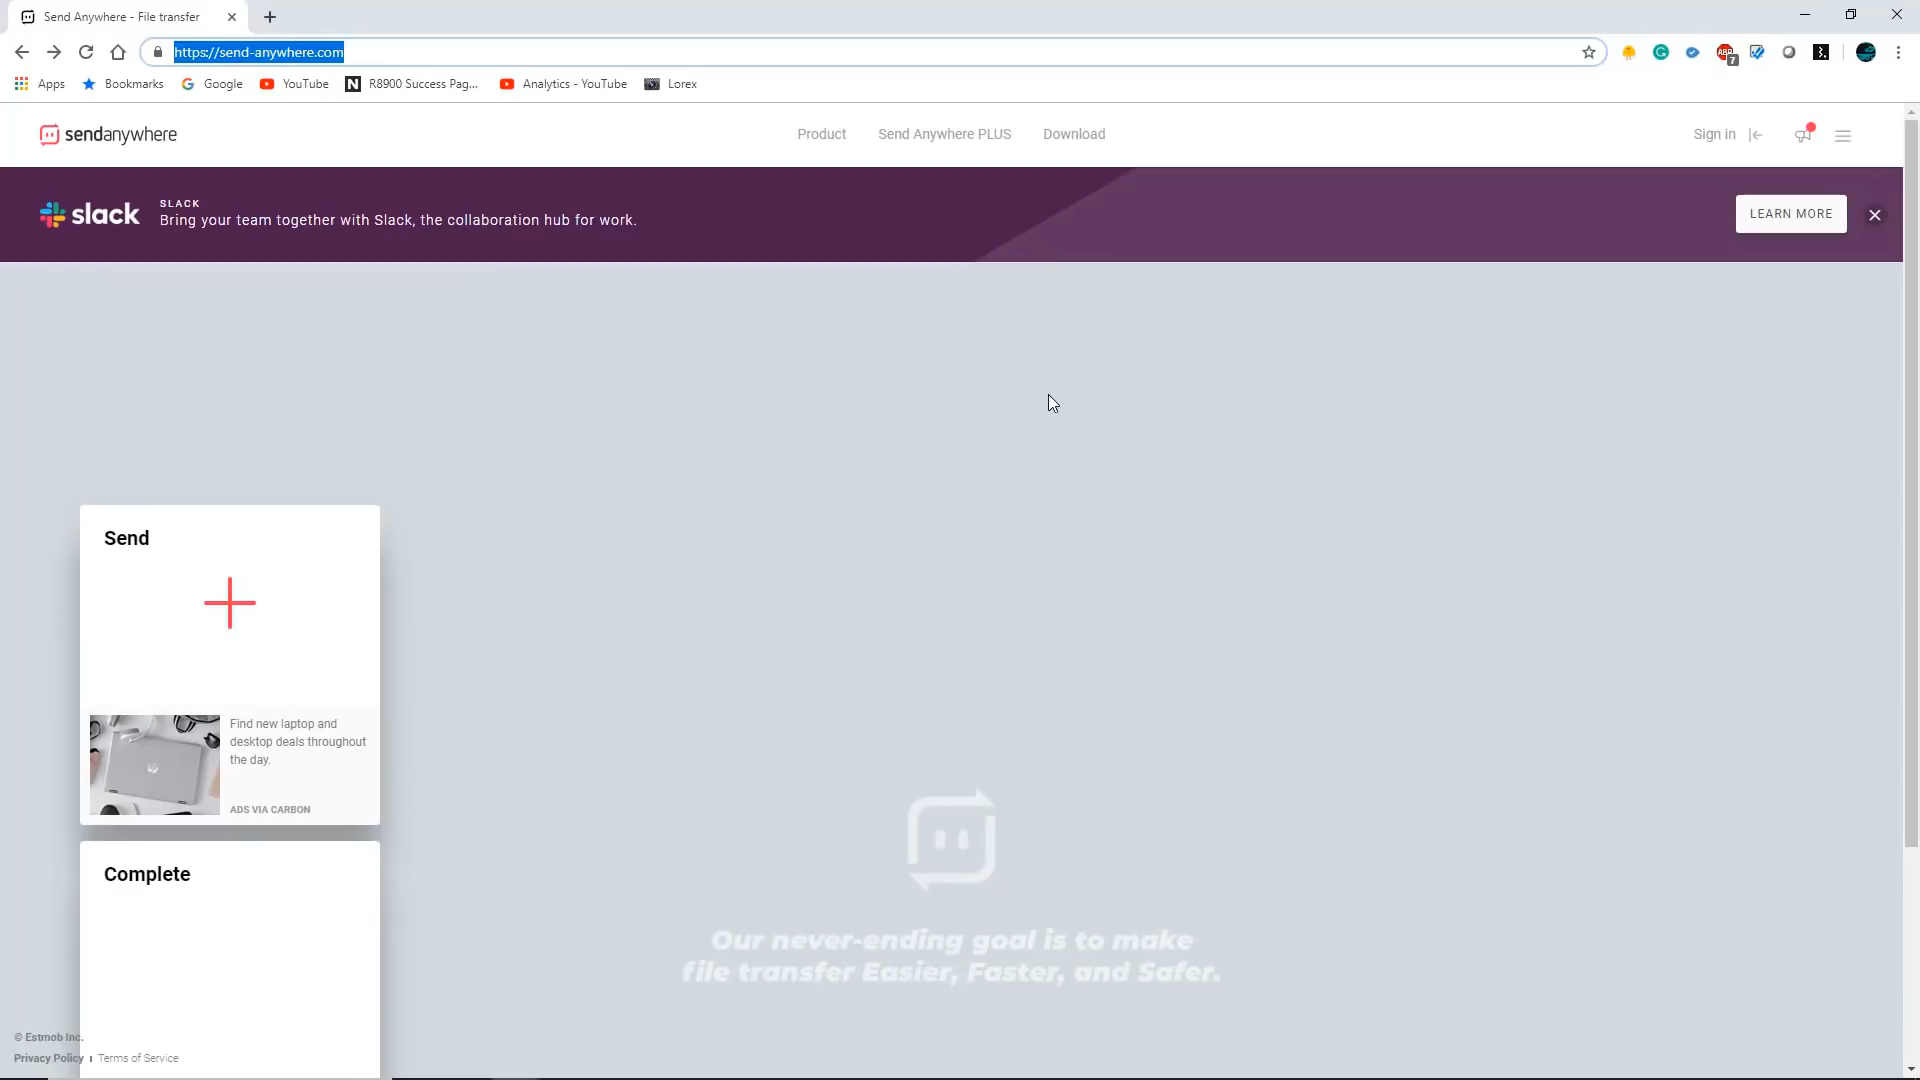 Send Anywhere - File transfer
https://send-anywhere.com
ABP
7
Apps
Bookmarks
Google
YouTube
R8900 Success Pag...
Analytics - YouTube
Lorex
sendanywhere
Product
Send Anywhere PLUS
Download
Sign in
slack
SLACK
Bring your team together with Slack, the collaboration hub for work.
LEARN MORE
Send
Find new laptop and
desktop deals throughout
the day.
ADS VIA CARBON
Complete
Our never-ending goal is to make
file transfer Easier, Faster, and Safer.
© Estmob Inc.
Privacy Policy
Terms of Service